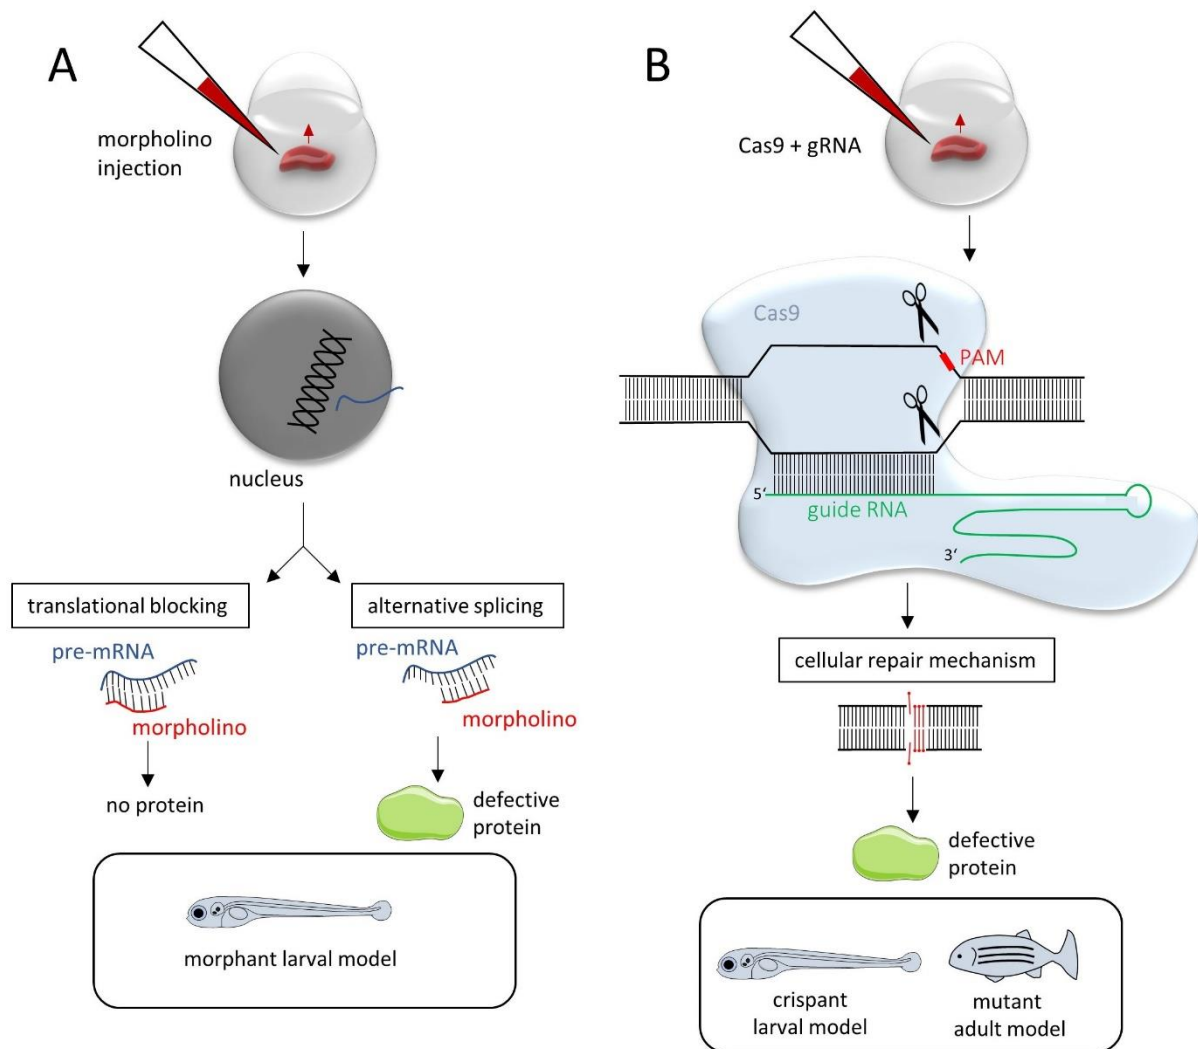 A
morpholino
injection
nucleus
translational blocking
alternative splicing
pre-mRNA
morpholino
pre-mRNA
morpholino
no protein
defective
protein
morphant larval model
B
Cas9 + gRNA
Cas9
PAM
5‘
guide RNA
3‘
cellular repair mechanism
defective
protein
crispant
larval model
mutant
adult model